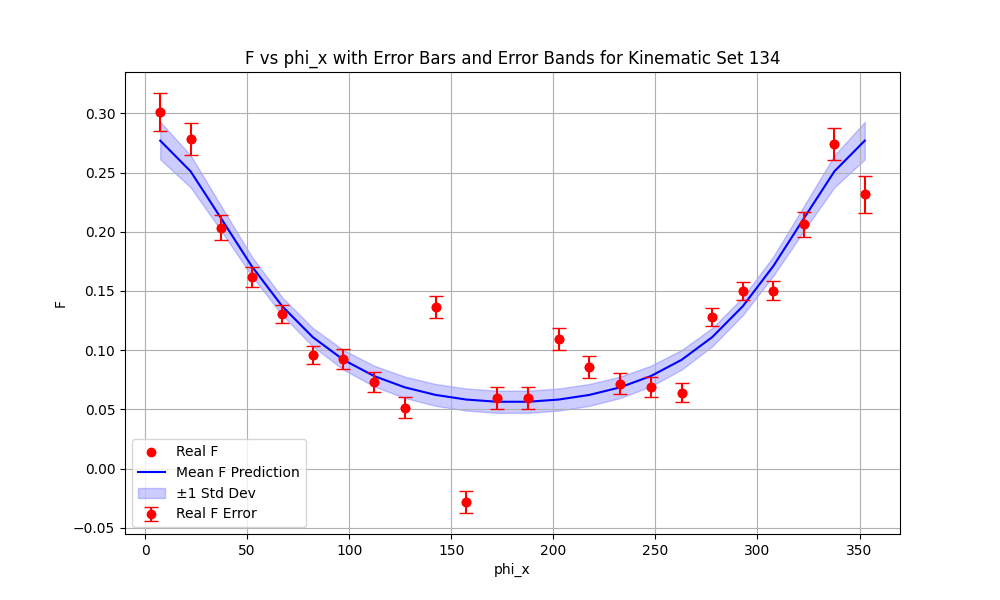 F vs phi_x with Error Bars and Error Bands for Kinematic Set 134
F
0.30
0.25
0.20
0.15
0.10
0.05
0.00
−0.05
Real F
Mean F Prediction
±1 Std Dev
Real F Error
0 50 100 150 200 250 300 350
phi_x